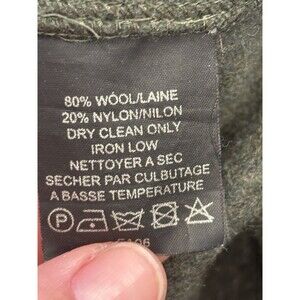 80% WOOL/LAINE
20% NYLON/NILON
DRY CLEAN ONLY
IRON LOW
NETTOYER A SEC
SECHER PAR CULBUTAGE
A BASSE TEMPERATURE
P